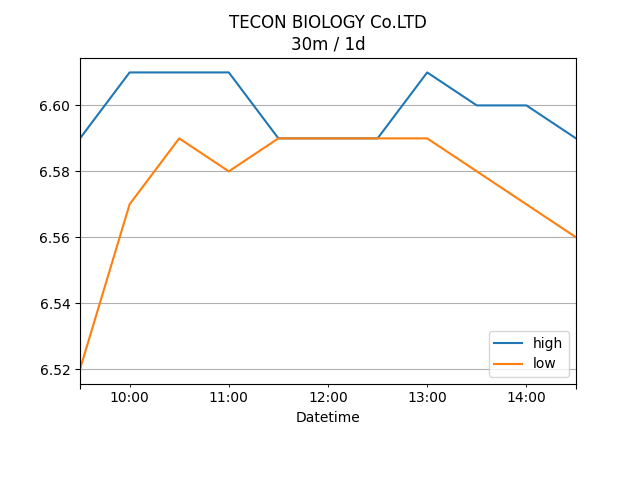 TECON BIOLOGY Co.LTD
30m / 1d
6.60
6.58
6.56
6.54
6.52
high
low
10:00 11:00 12:00 13:00 14:00
Datetime